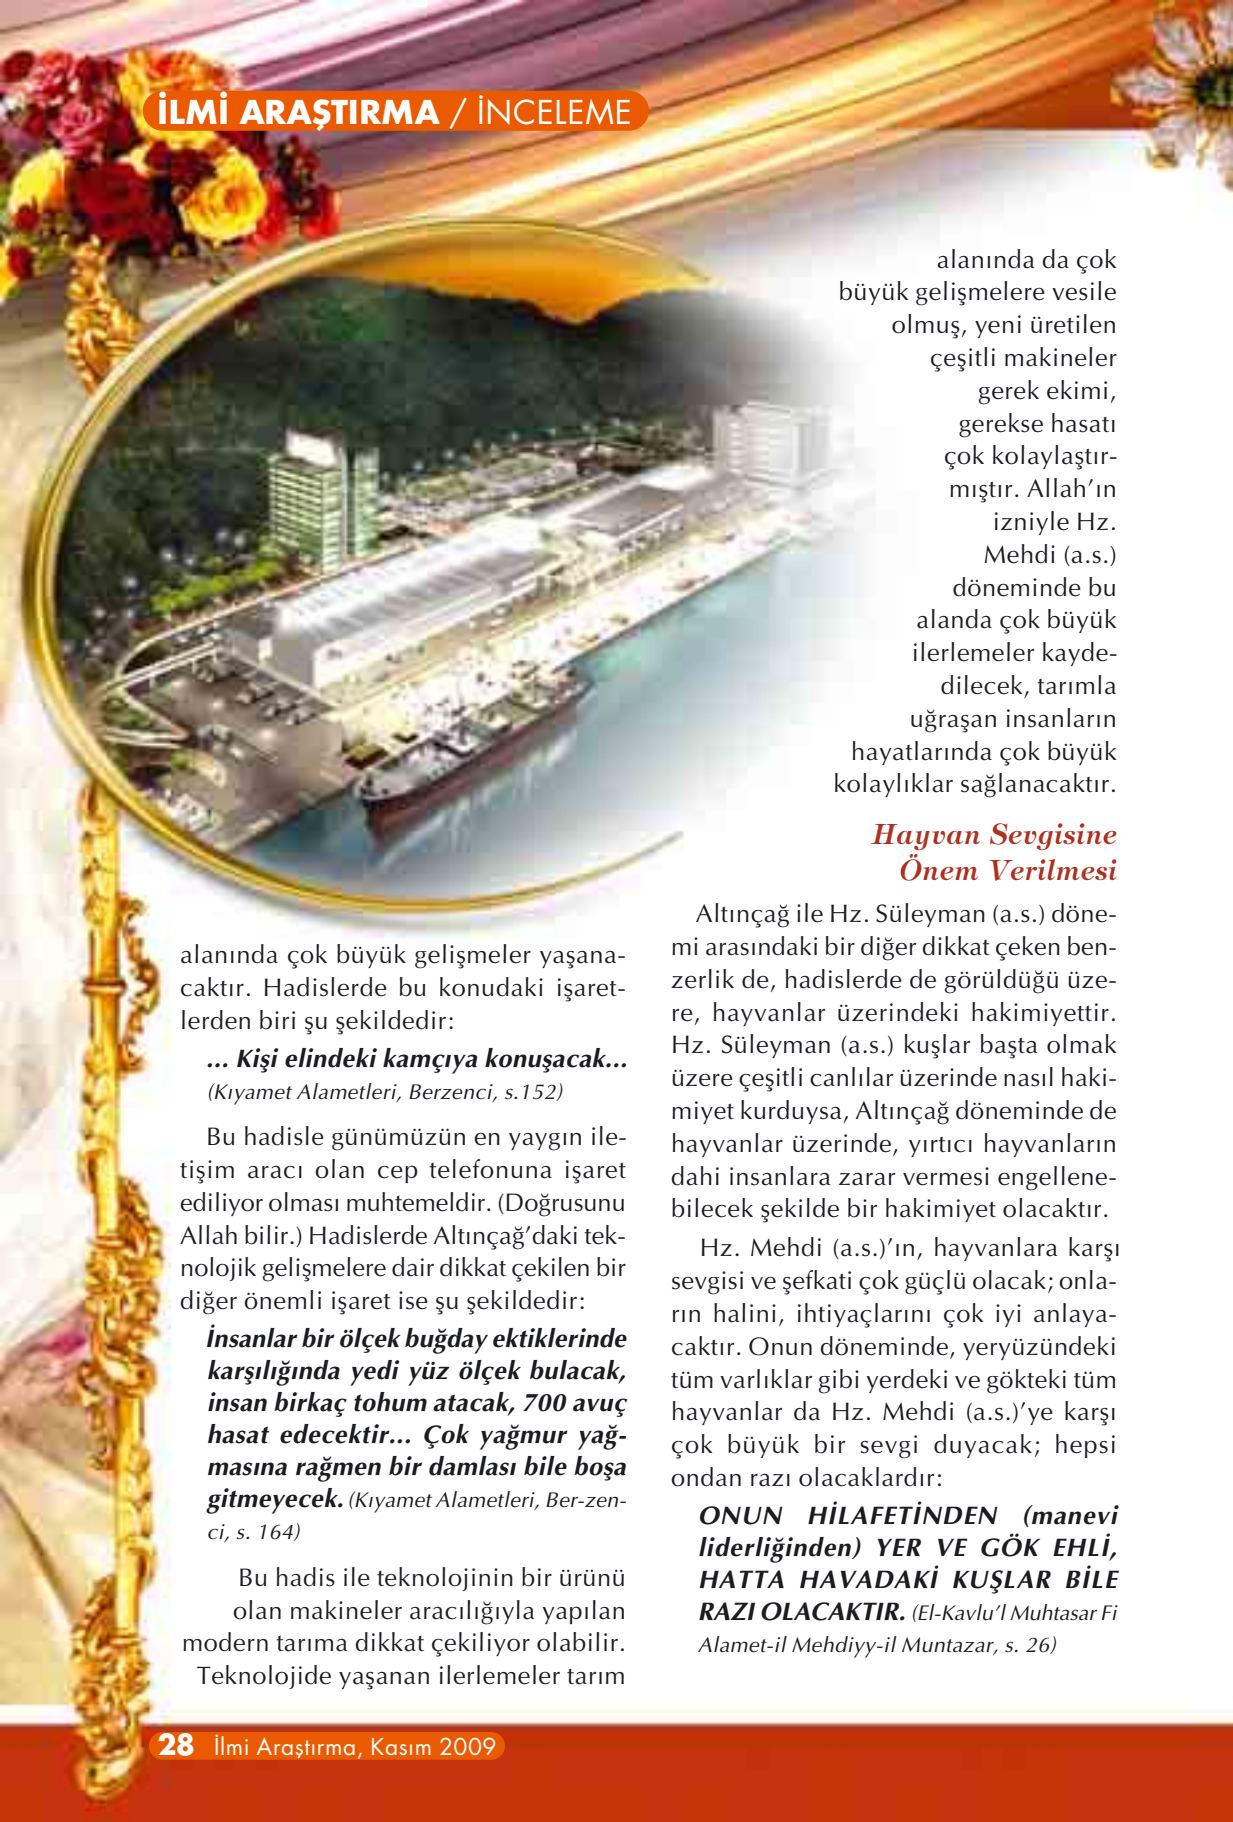 İLMİ ARAŞTIRMA / İNCELEME
alanında çok büyük gelişmeler yaşana-
caktır. Hadislerde bu konudaki işaret-
lerden biri şu şekildedir:
... Kişi elindeki kamçıya konuşacak...
(Kıyamet Alametleri, Berzenci, s.152)
Bu hadisle günümüzün en yaygın ile-
tişim aracı olan cep telefonuna işaret
ediliyor olması muhtemeldir. (Doğrusunu
Allah bilir.) Hadislerde Altınçağ'daki tek-
nolojik gelişmelere dair dikkat çekilen bir
diğer önemli işaret ise şu şekildedir:
İnsanlar bir ölçek buğday ektiklerinde
karşılığında yedi yüz ölçek bulacak,
insan birkaç tohum atacak, 700 avuç
hasat edecektir... Çok yağmur yağ-
masına rağmen bir damlası bile boşa
gitmeyecek. (Kıyamet Alametleri, Ber-zen-
ci, s. 164)
Bu hadis ile teknolojinin bir ürünü
olan makineler aracılığıyla yapılan
modern tarıma dikkat çekiliyor olabilir.
Teknolojide yaşanan ilerlemeler tarım
alanında da çok
büyük gelişmelere vesile
olmuş, yeni üretilen
çeşitli makineler
gerek ekimi,
gerekse hasatı
çok kolaylaştır-
mıştır. Allah'ın
izniyle Hz.
Mehdi (a.s.)
döneminde bu
alanda çok büyük
ilerlemeler kayde-
dilecek, tarımla
uğraşan insanların
hayatlarında çok büyük
kolaylıklar sağlanacaktır.
Hayvan Sevgisine
Önem Verilmesi
Altınçağ ile Hz. Süleyman (a.s.) döne-
mi arasındaki bir diğer dikkat çeken ben-
zerlik de, hadislerde de görüldüğü üze-
re, hayvanlar üzerindeki hakimiyettir.
Hz. Süleyman (a.s.) kuşlar başta olmak
üzere çeşitli canlılar üzerinde nasıl haki-
miyet kurduysa, Altınçağ döneminde de
hayvanlar üzerinde, yırtıcı hayvanların
dahi insanlara zarar vermesi engellene-
bilecek şekilde bir hakimiyet olacaktır.
Hz. Mehdi (a.s.)'ın, hayvanlara karşı
sevgisi ve şefkati çok güçlü olacak; onla-
rın halini, ihtiyaçlarını çok iyi anlaya-
caktır. Onun döneminde, yeryüzündeki
tüm varlıklar gibi yerdeki ve gökteki tüm
hayvanlar da Hz. Mehdi (a.s.)'ye karşı
çok büyük bir sevgi duyacak; hepsi
ondan razı olacaklardır:
ONUN HİLAFETİNDEN (manevi
liderliğinden) YER VE GÖK EHLİ,
HATTA HAVADAKİ KUŞLAR BİLE
RAZI OLACAKTIR. (El-Kavlu'l Muhtasar Fi
Alamet-il Mehdiyy-il Muntazar, s. 26)
28 İlmi Araştırma, Kasım 2009